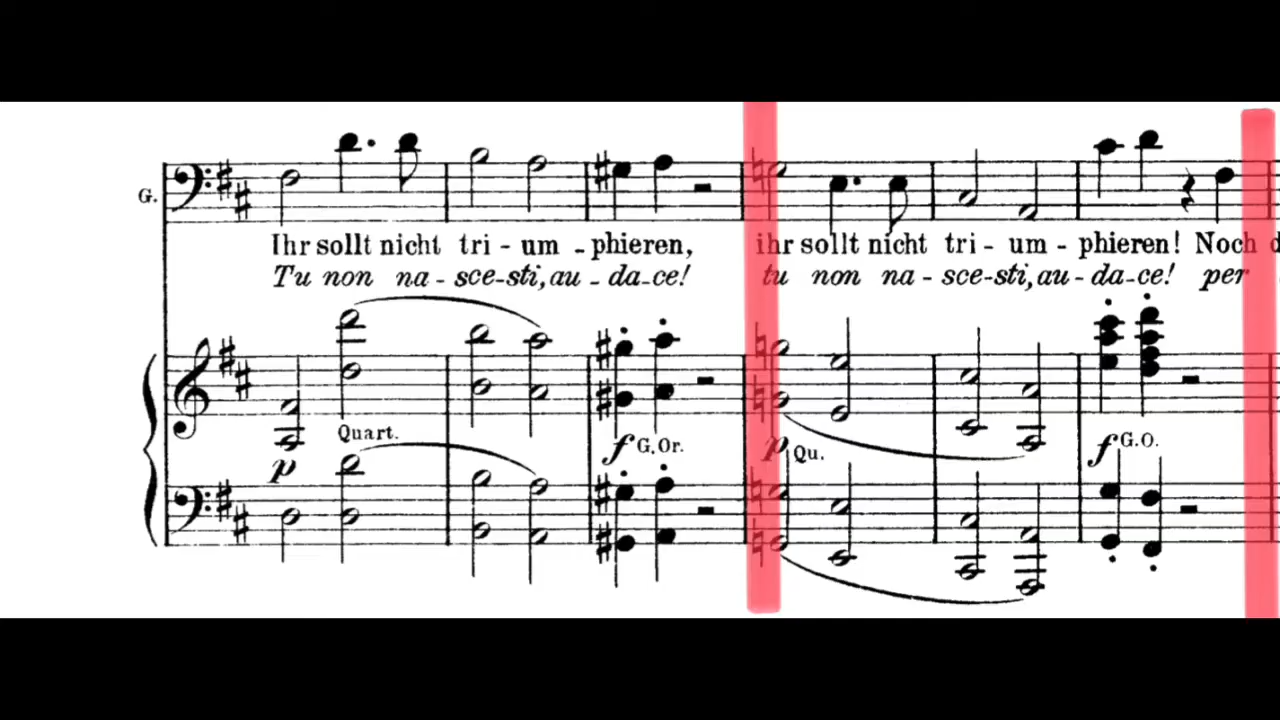 G.
Ihr sollt nicht tri - um - phieren, ihr sollt nicht tri - um - phieren! Noch d
Tu non na - sce-sti, au - da-ce! tu non na - sce-sti, au - da-ce! per
Quart.
p f G. Or. p Qu. f G. O.